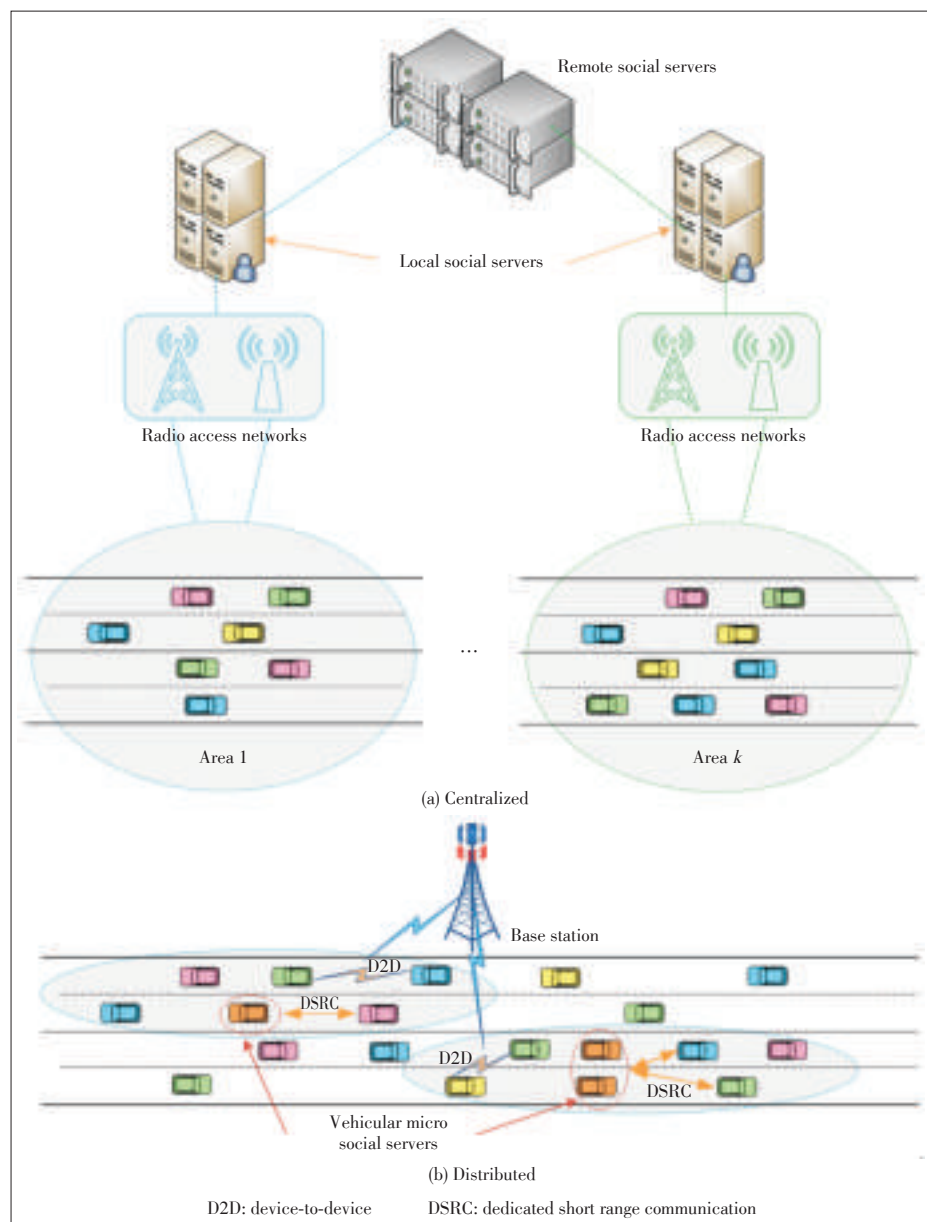 Remote social servers
Local social servers
Radio access networks
Radio access networks
...
Area 1
Area k
(a) Centralized
Base station
D2D
DSRC
D2D
DSRC
Vehicular micro
social servers
(b) Distributed
D2D: device-to-device
DSRC: dedicated short range communication